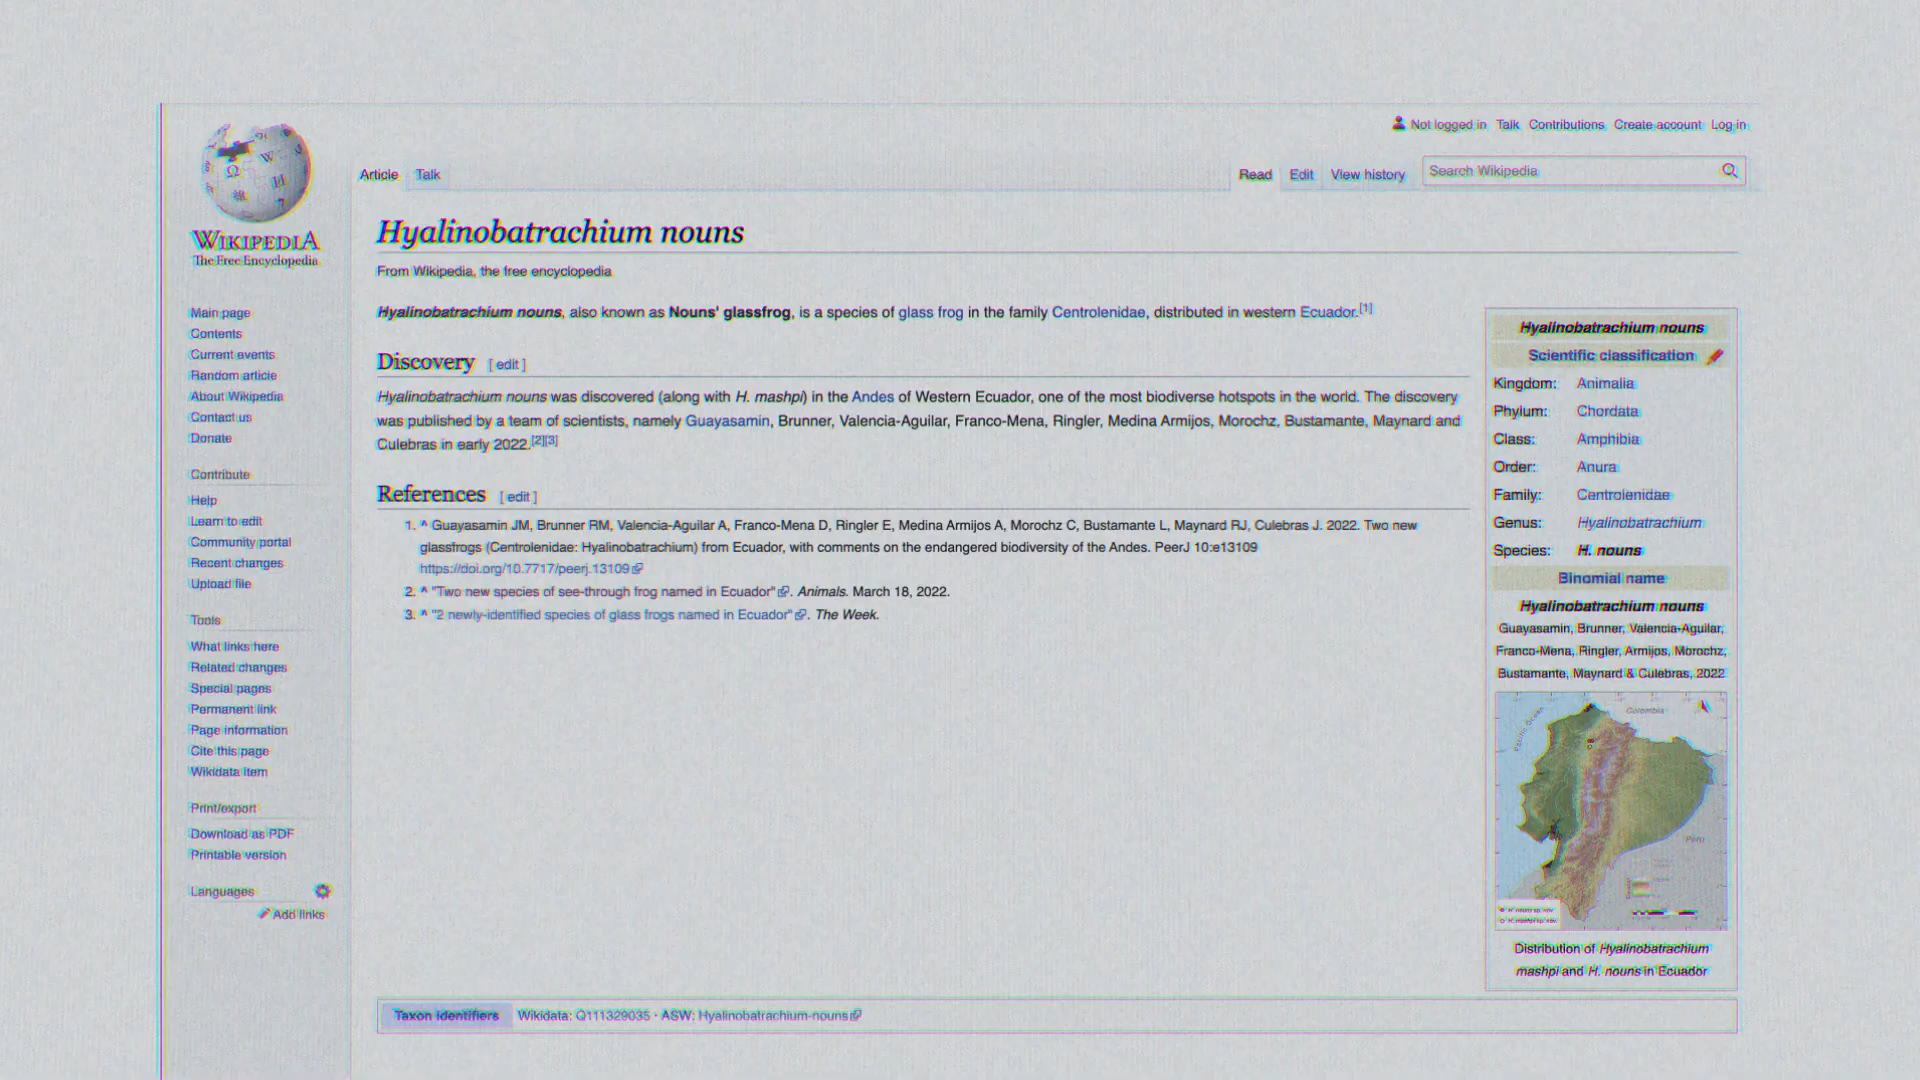 Not logged in Talk Contributions Create account Log in
Article Talk Read Edit View history Search Wikipedia
WIKIPEDIA
The Free Encyclopedia
Main page
Contents
Current events
Random article
About Wikipedia
Contact us
Donate
Contribute
Help
Learn to edit
Community portal
Recent changes
Upload file
Tools
What links here
Related changes
Special pages
Permanent link
Page information
Cite this page
Wikidata item
Print/export
Download as PDF
Printable version
Languages
Add links
Hyalinobatrachium nouns
From Wikipedia, the free encyclopedia
Hyalinobatrachium nouns, also known as Nouns' glassfrog, is a species of glass frog in the family Centrolenidae, distributed in western Ecuador.[1]
Discovery [ edit ]
Hyalinobatrachium nouns was discovered (along with H. mashpi) in the Andes of Western Ecuador, one of the most biodiverse hotspots in the world. The discovery
was published by a team of scientists, namely Guayasamin, Brunner, Valencia-Aguilar, Franco-Mena, Ringler, Medina Armijos, Morochz, Bustamante, Maynard and
Culebras in early 2022.[2][3]
References [ edit ]
1. ^ Guayasamin JM, Brunner RM, Valencia-Aguilar A, Franco-Mena D, Ringler E, Medina Armijos A, Morochz C, Bustamante L, Maynard RJ, Culebras J. 2022. Two new
glassfrogs (Centrolenidae: Hyalinobatrachium) from Ecuador, with comments on the endangered biodiversity of the Andes. PeerJ 10:e13109
https://doi.org/10.7717/peerj.13109
2. ^ "Two new species of see-through frog named in Ecuador". Animals. March 18, 2022.
3. ^ "2 newly-identified species of glass frogs named in Ecuador". The Week.
Hyalinobatrachium nouns
Scientific classification
Kingdom: Animalia
Phylum: Chordata
Class: Amphibia
Order: Anura
Family: Centrolenidae
Genus: Hyalinobatrachium
Species: H. nouns
Binomial name
Hyalinobatrachium nouns
Guayasamin, Brunner, Valencia-Aguilar,
Franco-Mena, Ringler, Armijos, Morochz,
Bustamante, Maynard & Culebras, 2022
Colombia
Pacific Ocean
Peru
Distribution of Hyalinobatrachium
mashpi and H. nouns in Ecuador
Taxon identifiers Wikidata: Q111329035 · ASW: Hyalinobatrachium-nouns